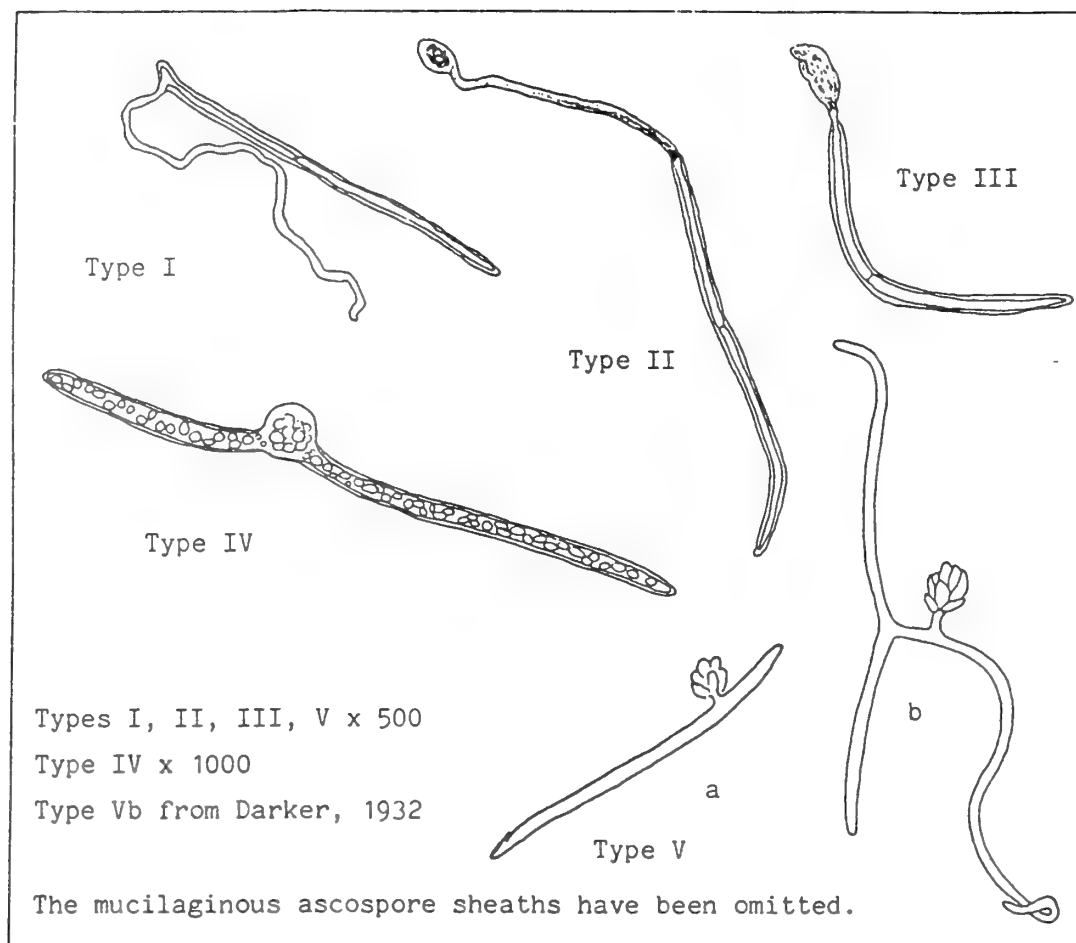 Type I
Type II
Type III
Type IV
Types I, II, III, V x 500
Type IV x 1000
Type Vb from Darker, 1932
a
b
Type V
The mucilaginous ascospore sheaths have been omitted.